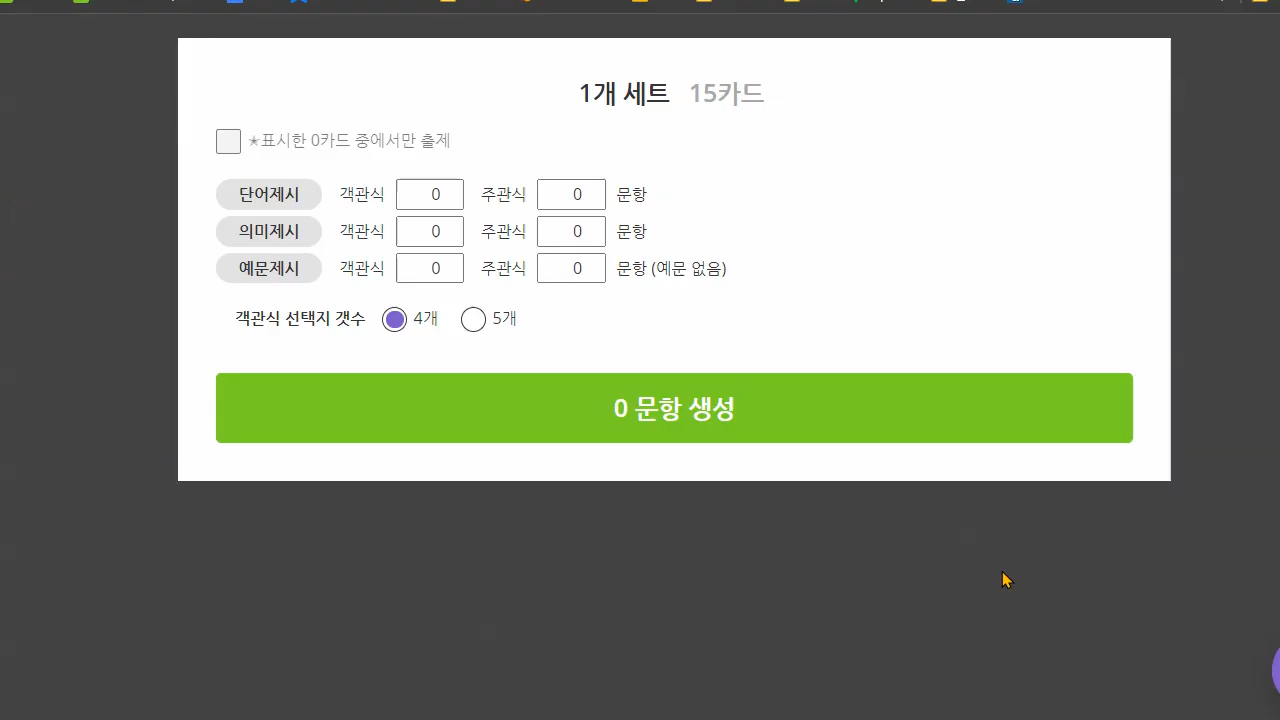 1개 세트 15카드
★표시한 0카드 중에서만 출제
단어제시 객관식 0 주관식 0 문항
의미제시 객관식 0 주관식 0 문항
예문제시 객관식 0 주관식 0 문항 (예문 없음)
객관식 선택지 갯수 4개 5개
0 문항 생성